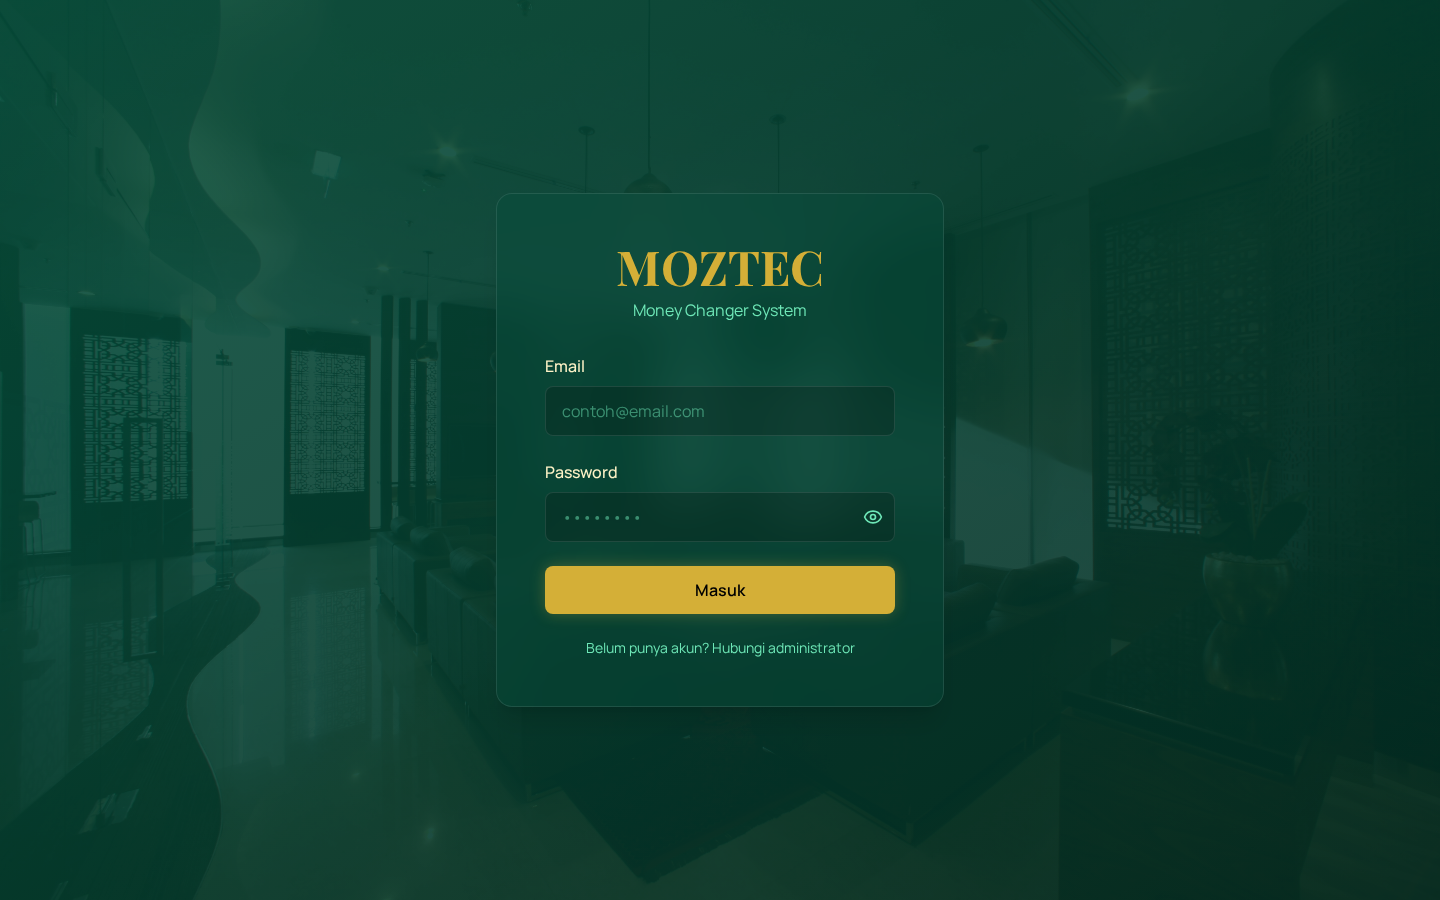 MOZTEC
Money Changer System
Email
contoh@email.com
Password
••••••••
Masuk
Belum punya akun? Hubungi administrator